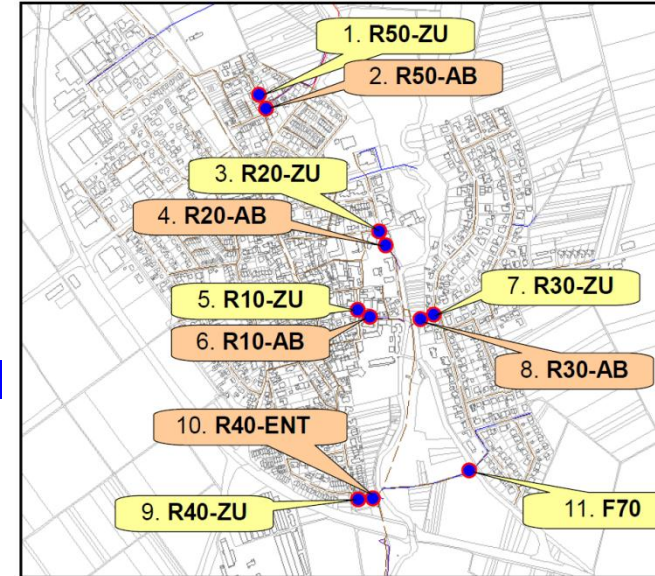 1. R50-ZU
2. R50-AB
3. R20-ZU
4. R20-AB
5. R10-ZU
6. R10-AB
7. R30-ZU
8. R30-AB
10. R40-ENT
9. R40-ZU
11. F70